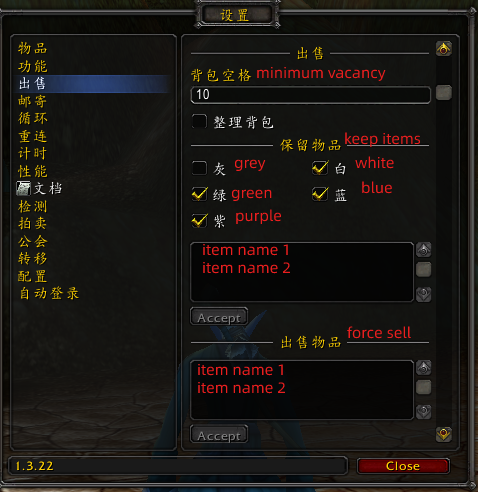 设置
物品
功能
出售
邮寄
循环
重连
计时
性能
文档
检测
拍卖
公会
转移
配置
自动登录
出售
背包空格 minimum vacancy
10
整理背包
保留物品 keep items
灰 grey 白 white
绿 green 蓝 blue
紫 purple
item name 1
item name 2
Accept
出售物品 force sell
item name 1
item name 2
Accept
1.3.22 Close